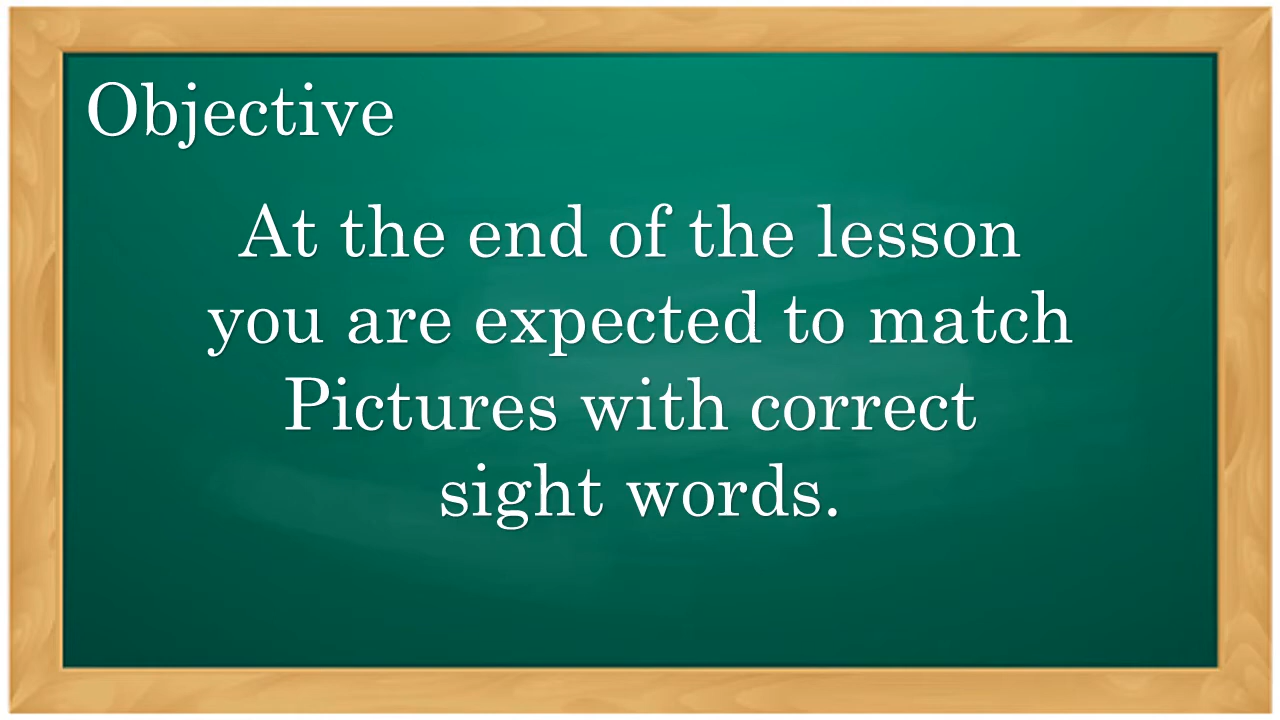 Objective
At the end of the lesson
you are expected to match
Pictures with correct
sight words.